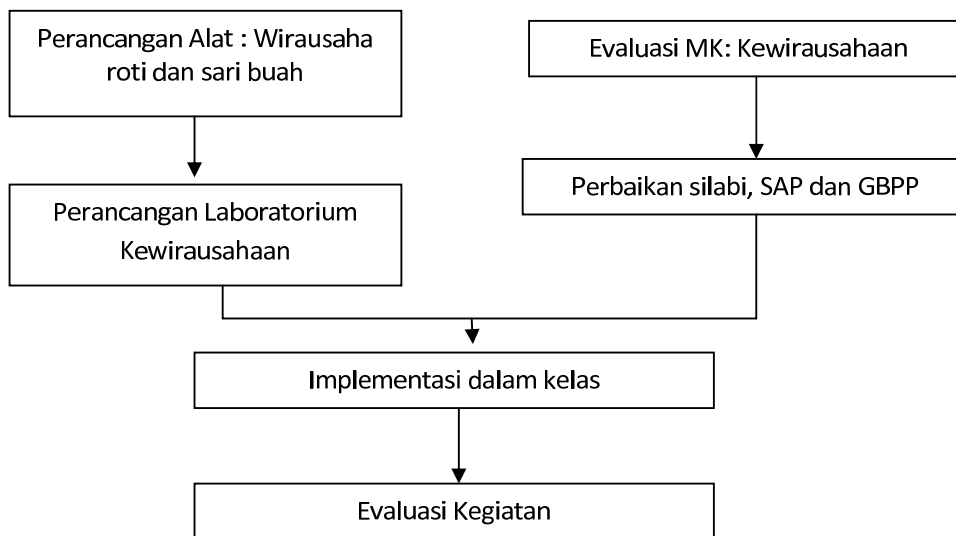 Perancangan Alat : Wirausaha
roti dan sari buah
Evaluasi MK: Kewirausahaan
Perancangan Laboratorium
Kewirausahaan
Perbaikan silabi, SAP dan GBPP
Implementasi dalam kelas
Evaluasi Kegiatan